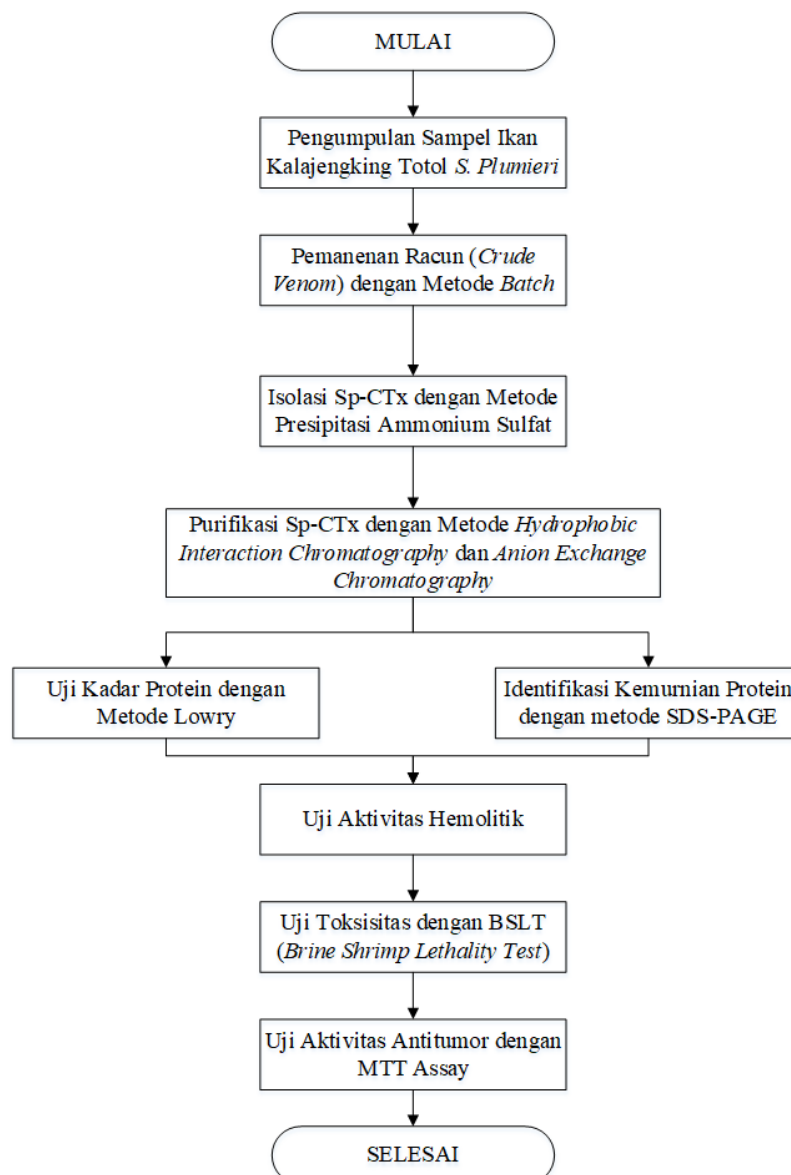 MULAI
Pengumpulan Sampel Ikan
Kalajengking Totol S. Plumieri
Pemanenan Racun (Crude
Venom) dengan Metode Batch
Isolasi Sp-CTx dengan Metode
Presipitasi Ammonium Sulfat
Purifikasi Sp-CTx dengan Metode Hydrophobic
Interaction Chromatography dan Anion Exchange
Chromatography
Uji Kadar Protein dengan
Metode Lowry
Identifikasi Kemurnian Protein
dengan metode SDS-PAGE
Uji Aktivitas Hemolitik
Uji Toksisitas dengan BSLT
(Brine Shrimp Lethality Test)
Uji Aktivitas Antitumor dengan
MTT Assay
SELESAI